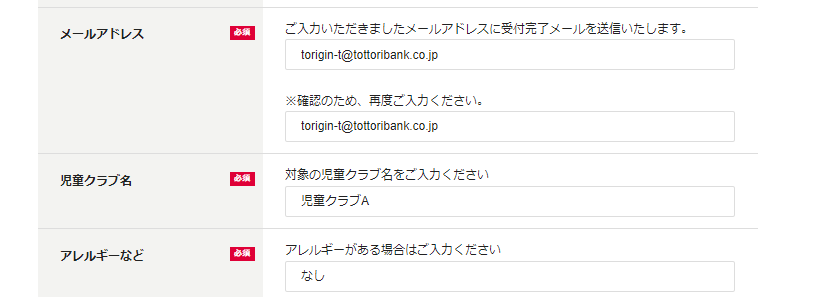 メールアドレス 必須 ご入力いただきましたメールアドレスに受付完了メールを送信いたします。
torigin-t@tottoribank.co.jp
※確認のため、再度ご入力ください。
torigin-t@tottoribank.co.jp
児童クラブ名 必須 対象の児童クラブ名をご入力ください
児童クラブA
アレルギーなど 必須 アレルギーがある場合はご入力ください
なし